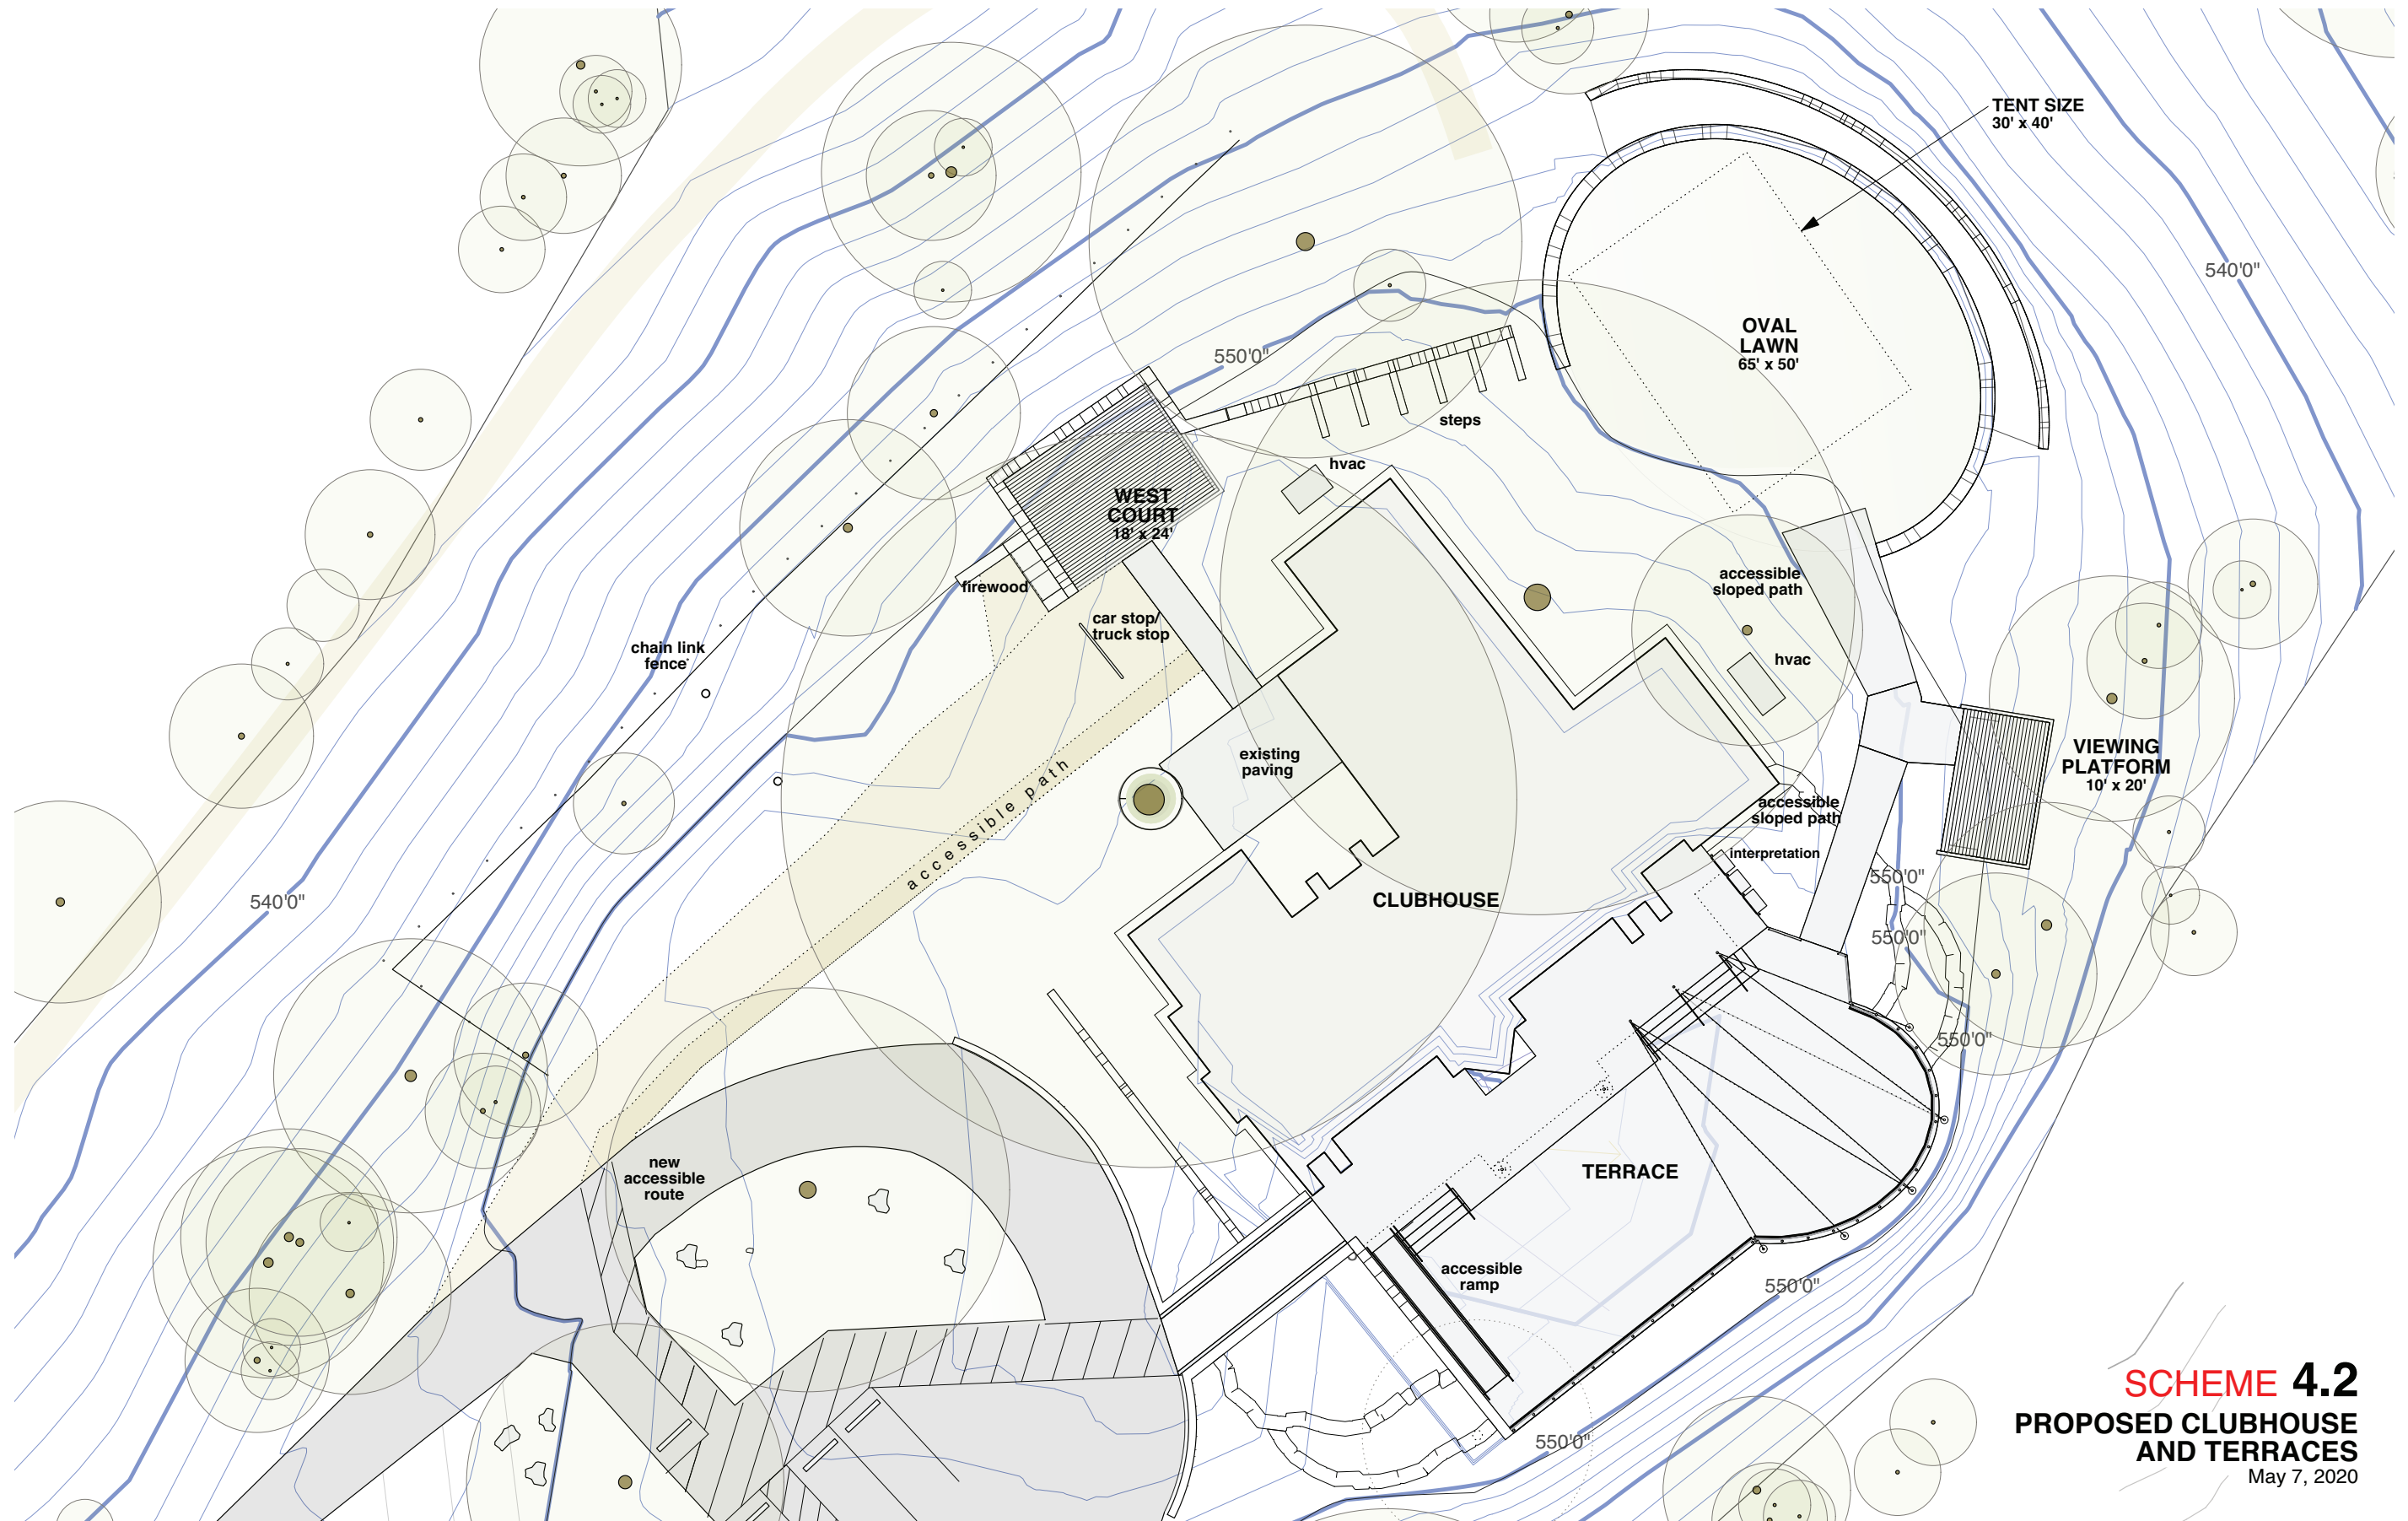 TENT SIZE
30' x 40'
540'0"
OVAL
LAWN
65' x 50'
550'0"
steps
hvac
WEST
COURT
18' x 24'
firewood
car stop/
truck stop
chain link
fence
accessible
sloped path
hvac
existing
paving
VIEWING
PLATFORM
10' x 20'
accessible path
accessible
sloped path
interpretation
540'0"
CLUBHOUSE
550'0"
550'0"
550'0"
new
accessible
route
TERRACE
accessible
ramp
550'0"
550'0"
SCHEME 4.2
PROPOSED CLUBHOUSE
AND TERRACES
May 7, 2020